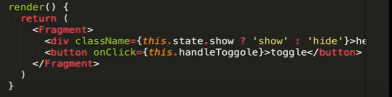 render() {
return (
<Fragment>
<div className={this.state.show ? 'show' : 'hide'}>he
<button onClick={this.handleToggole}>toggle</button>
</Fragment>
)
}